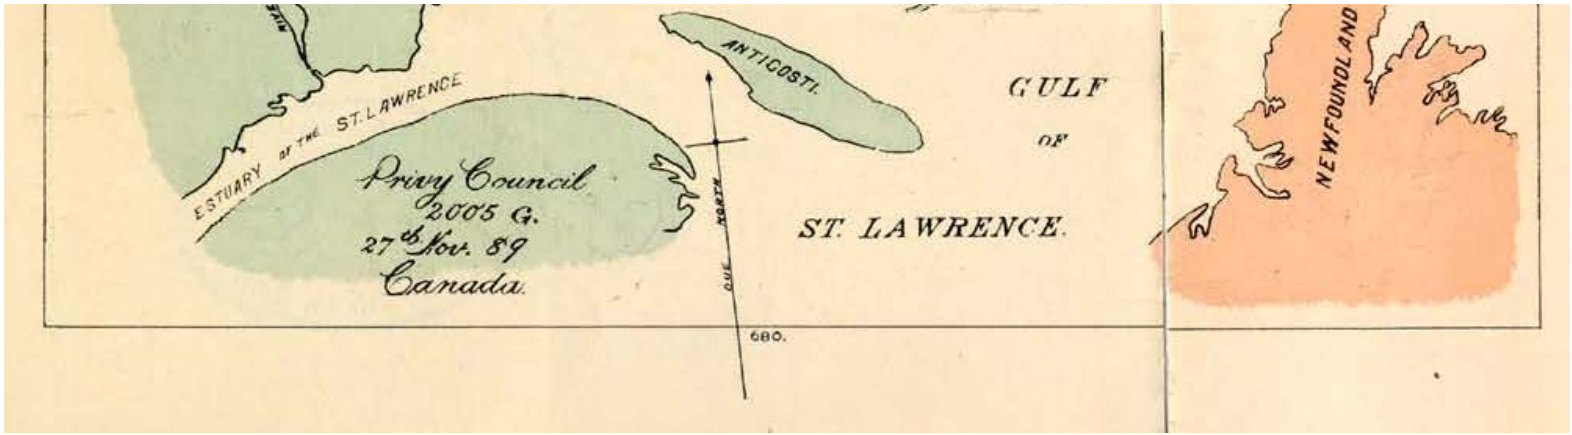 ANTICOSTI.
GULF
OF
ST. LAWRENCE.
NEWFOUNDLAND
ESTUARY OF THE ST. LAWRENCE
Privy Council
2005 G.
27th Nov. 89
Canada.
DUE NORTH
680.